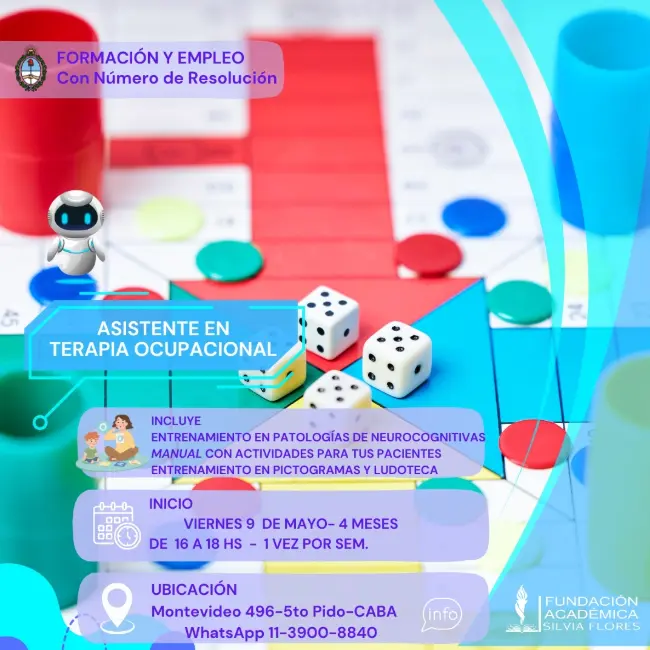 FORMACIÓN Y EMPLEO
Con Número de Resolución
45
ASISTENTE EN
TERAPIA OCUPACIONAL
INCLUYE
ENTRENAMIENTO EN PATOLOGÍAS DE NEUROCOGNITIVAS
MANUAL CON ACTIVIDADES PARA TUS PACIENTES
ENTRENAMIENTO EN PICTOGRAMAS Y LUDOTECA
INICIO
VIERNES 9 DE MAYO- 4 MESES
DE 16 A 18 HS - 1 VEZ POR SEM.
UBICACIÓN
Montevideo 496-5to Pido-CABA
WhatsApp 11-3900-8840
info
FUNDACIÓN
ACADÉMICA
SILVIA FLORES